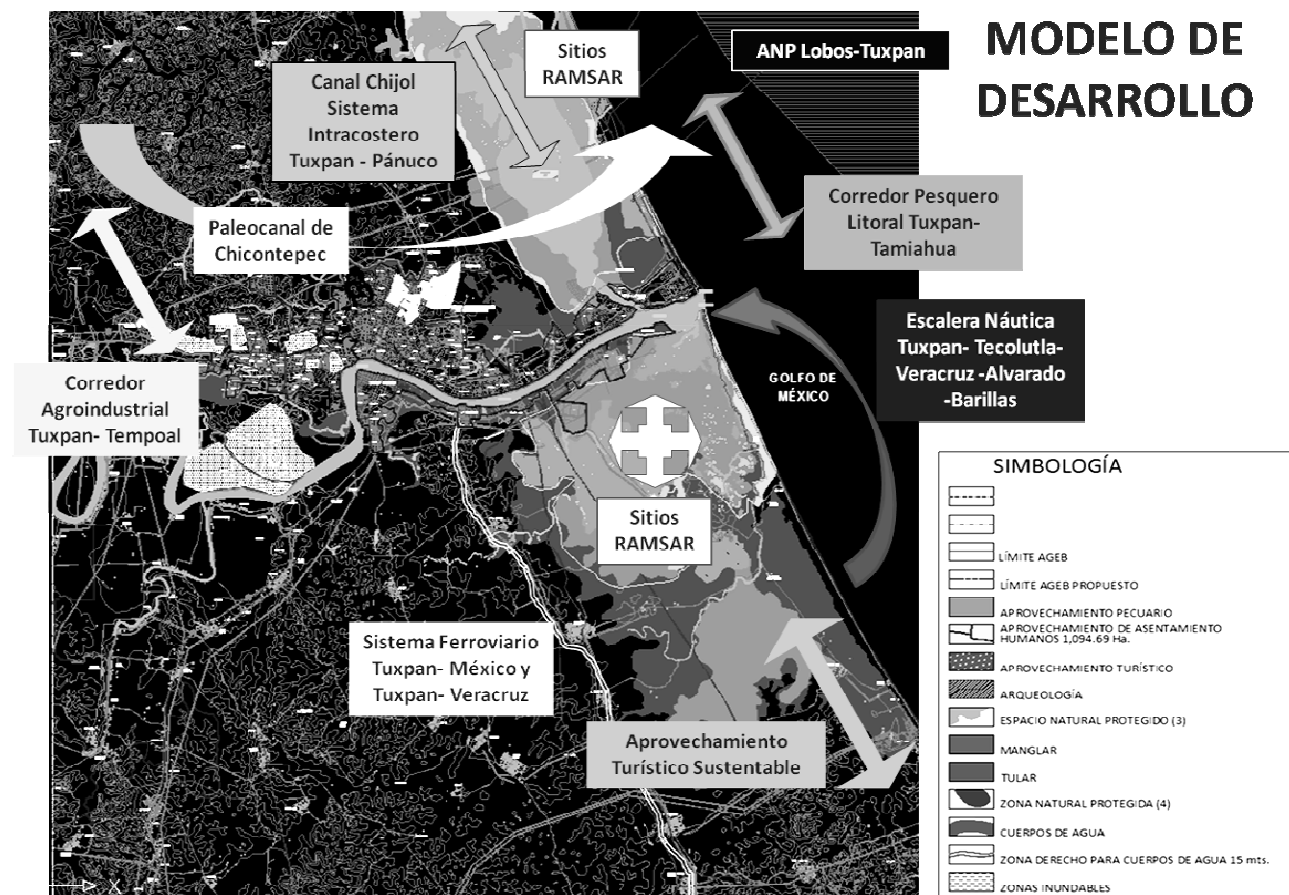 MODELO DE
DESARROLLO
Sitios
RAMSAR
ANP Lobos-Tuxpan
Canal Chijol
Sistema
Intracostero
Tuxpan - Pánuco
Corredor Pesquero
Litoral Tuxpan-
Tamiahua
Paleocanal de
Chicontepec
Escalera Náutica
Tuxpan- Tecolutla-
Veracruz -Alvarado
-Barillas
GOLFO DE
MÉXICO
Corredor
Agroindustrial
Tuxpan- Tempoal
Sitios
RAMSAR
Sistema Ferroviario
Tuxpan- México y
Tuxpan- Veracruz
Aprovechamiento
Turístico Sustentable
SIMBOLOGÍA
LÍMITE AGEB
LÍMITE AGEB PROPUESTO
APROVECHAMIENTO PECUARIO
APROVECHAMIENTO DE ASENTAMIENTO
HUMANOS 1,094.69 Ha.
APROVECHAMIENTO TURÍSTICO
ARQUEOLOGÍA
ESPACIO NATURAL PROTEGIDO (3)
MANGLAR
TULAR
ZONA NATURAL PROTEGIDA (4)
CUERPOS DE AGUA
ZONA DERECHO PARA CUERPOS DE AGUA 15 mts.
ZONAS INUNDABLES
X